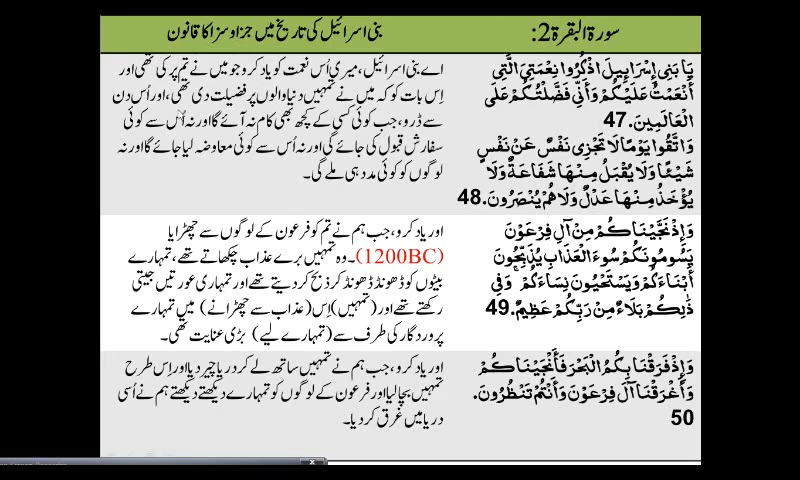 سورۃ البقرۃ 2:
بنی اسرائیل کی تاریخ میں جزا و سزا کا قانون
يَا بَنِي إِسْرَائِيلَ اذْكُرُوا نِعْمَتِيَ الَّتِي
أَنْعَمْتُ عَلَيْكُمْ وَأَنِّي فَضَّلْتُكُمْ عَلَى
الْعَالَمِينَ.47
وَاتَّقُوا يَوْمًا لَا تَجْزِي نَفْسٌ عَنْ نَفْسٍ
شَيْئًا وَلَا يُقْبَلُ مِنْهَا شَفَاعَةٌ وَلَا
يُؤْخَذُ مِنْهَا عَدْلٌ وَلَا هُمْ يُنْصَرُونَ.48
اے بنی اسرائیل، میری اُس نعمت کو یاد کرو جو میں نے تم پر کی تھی اور
اِس بات کو کہ میں نے تمہیں دنیا والوں پر فضیلت دی تھی، اور اُس دن
سے ڈرو، جب کوئی کسی کے کچھ بھی کام نہ آئے گا اور نہ اُس سے کوئی
سفارش قبول کی جائے گی اور نہ اُس سے کوئی معاوضہ لیا جائے گا اور نہ
لوگوں کو کوئی مدد ہی ملے گی۔
وَإِذْ نَجَّيْنَاكُمْ مِنْ آلِ فِرْعَوْنَ
يَسُومُونَكُمْ سُوءَ الْعَذَابِ يُذَبِّحُونَ
أَبْنَاءَكُمْ وَيَسْتَحْيُونَ نِسَاءَكُمْ ۚ وَفِي
ذَٰلِكُمْ بَلَاءٌ مِنْ رَبِّكُمْ عَظِيمٌ.49
اور یاد کرو، جب ہم نے تم کو فرعون کے لوگوں سے چھڑایا
(1200BC)۔ وہ تمہیں برے عذاب چکھاتے تھے، تمہارے
بیٹوں کو ڈھونڈ ڈھونڈ کر ذبح کر دیتے تھے اور تمہاری عورتیں جیتی
رکھتے تھے اور (تمہیں) اِس (عذاب سے چھڑانے) میں تمہارے
پروردگار کی طرف سے (تمہارے لیے) بڑی عنایت تھی۔
وَإِذْ فَرَقْنَا بِكُمُ الْبَحْرَ فَأَنْجَيْنَاكُمْ
وَأَغْرَقْنَا آلَ فِرْعَوْنَ وَأَنْتُمْ تَنْظُرُونَ.
50
اور یاد کرو، جب ہم نے تمہیں ساتھ لے کر دریا چیر دیا اور اِس طرح
تمہیں بچا لیا اور فرعون کے لوگوں کو تمہارے دیکھتے دیکھتے ہم نے اُسی
دریا میں غرق کر دیا۔